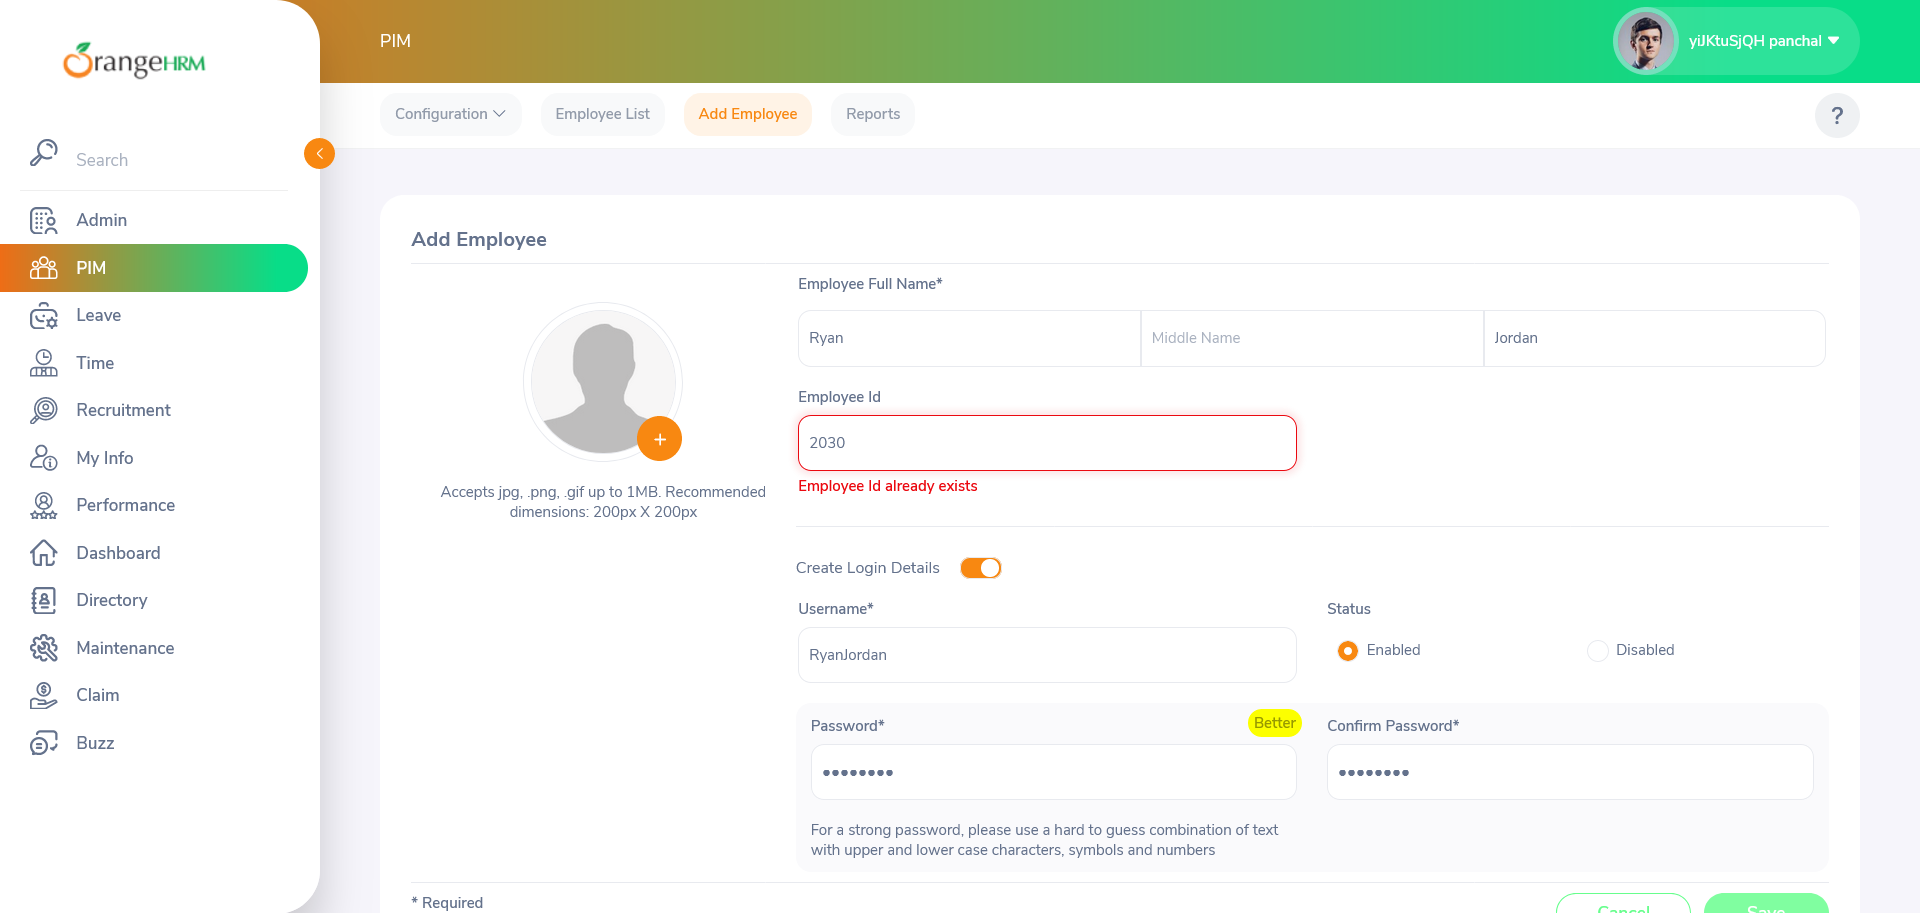 OrangeHRM
PIM
yiJKtuSjQH panchal
Configuration
Employee List
Add Employee
Reports
?
Search
Admin
PIM
Leave
Time
Recruitment
My Info
Performance
Dashboard
Directory
Maintenance
Claim
Buzz
Add Employee
Accepts jpg, .png, .gif up to 1MB. Recommended
dimensions: 200px X 200px
Employee Full Name*
Ryan
Middle Name
Jordan
Employee Id
2030
Employee Id already exists
Create Login Details
Username*
RyanJordan
Status
Enabled
Disabled
Password*
Better
Confirm Password*
For a strong password, please use a hard to guess combination of text
with upper and lower case characters, symbols and numbers
* Required
Cancel
Save